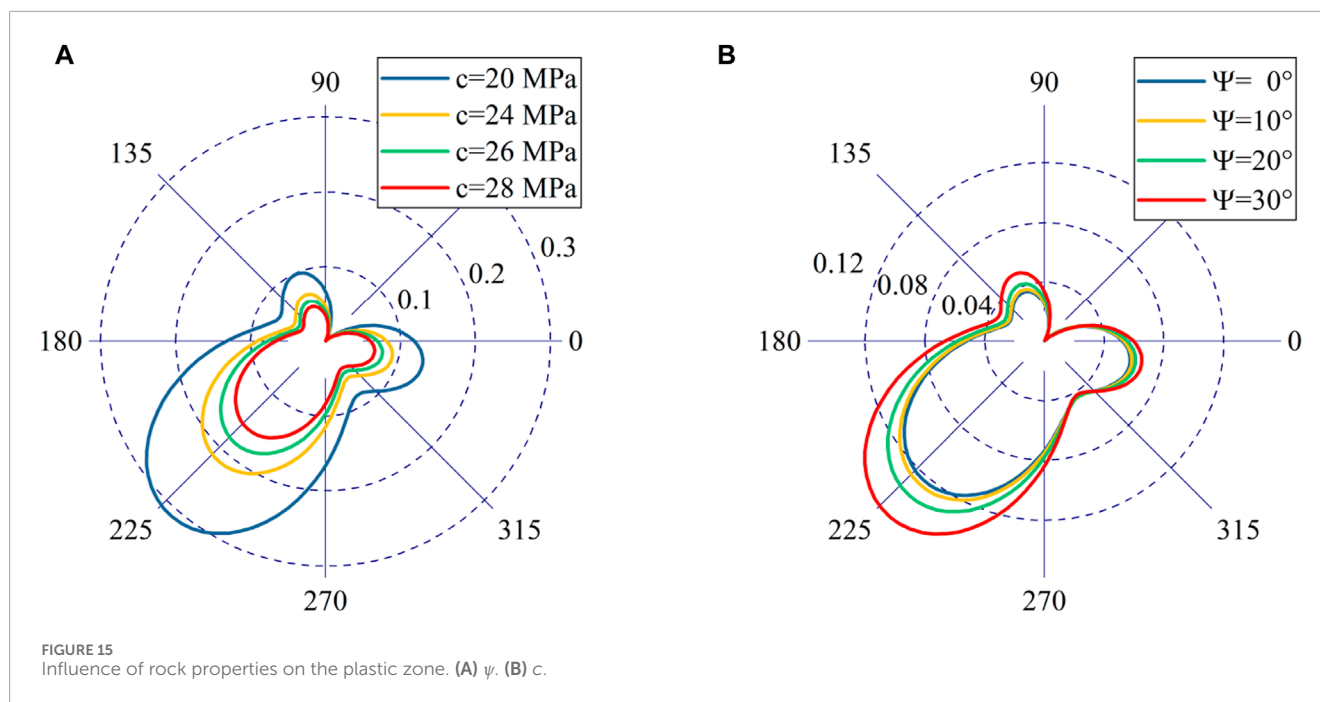 A
90
c=20 MPa
c=24 MPa
c=26 MPa
c=28 MPa
135
0.3
0.2
0.1
180
0
225
315
270
B
90
Ψ= 0°
Ψ=10°
Ψ=20°
Ψ=30°
135
0.12
0.08
0.04
180
0
225
315
270
FIGURE 15
Influence of rock properties on the plastic zone. (A) ψ. (B) c.